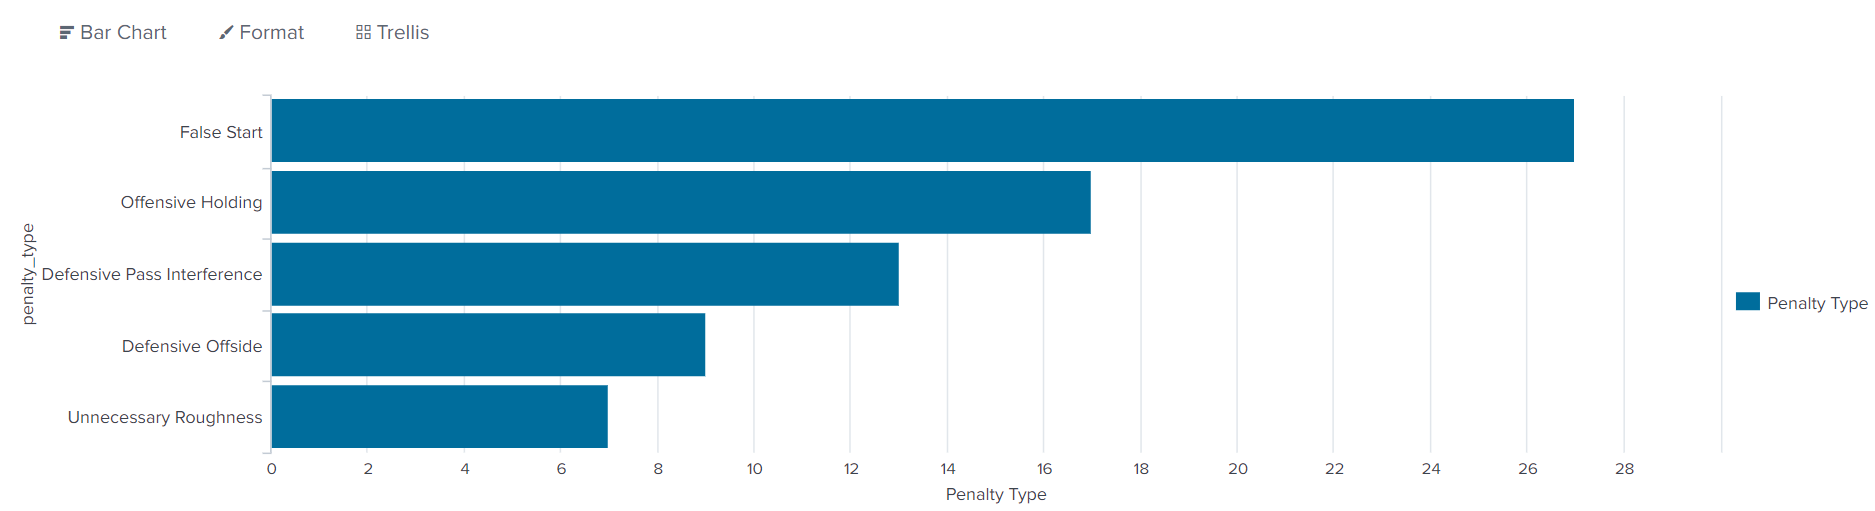 Bar Chart Format Trellis
penalty_type
False Start
Offensive Holding
Defensive Pass Interference
Defensive Offside
Unnecessary Roughness
0 2 4 6 8 10 12 14 16 18 20 22 24 26 28
Penalty Type
Penalty Type